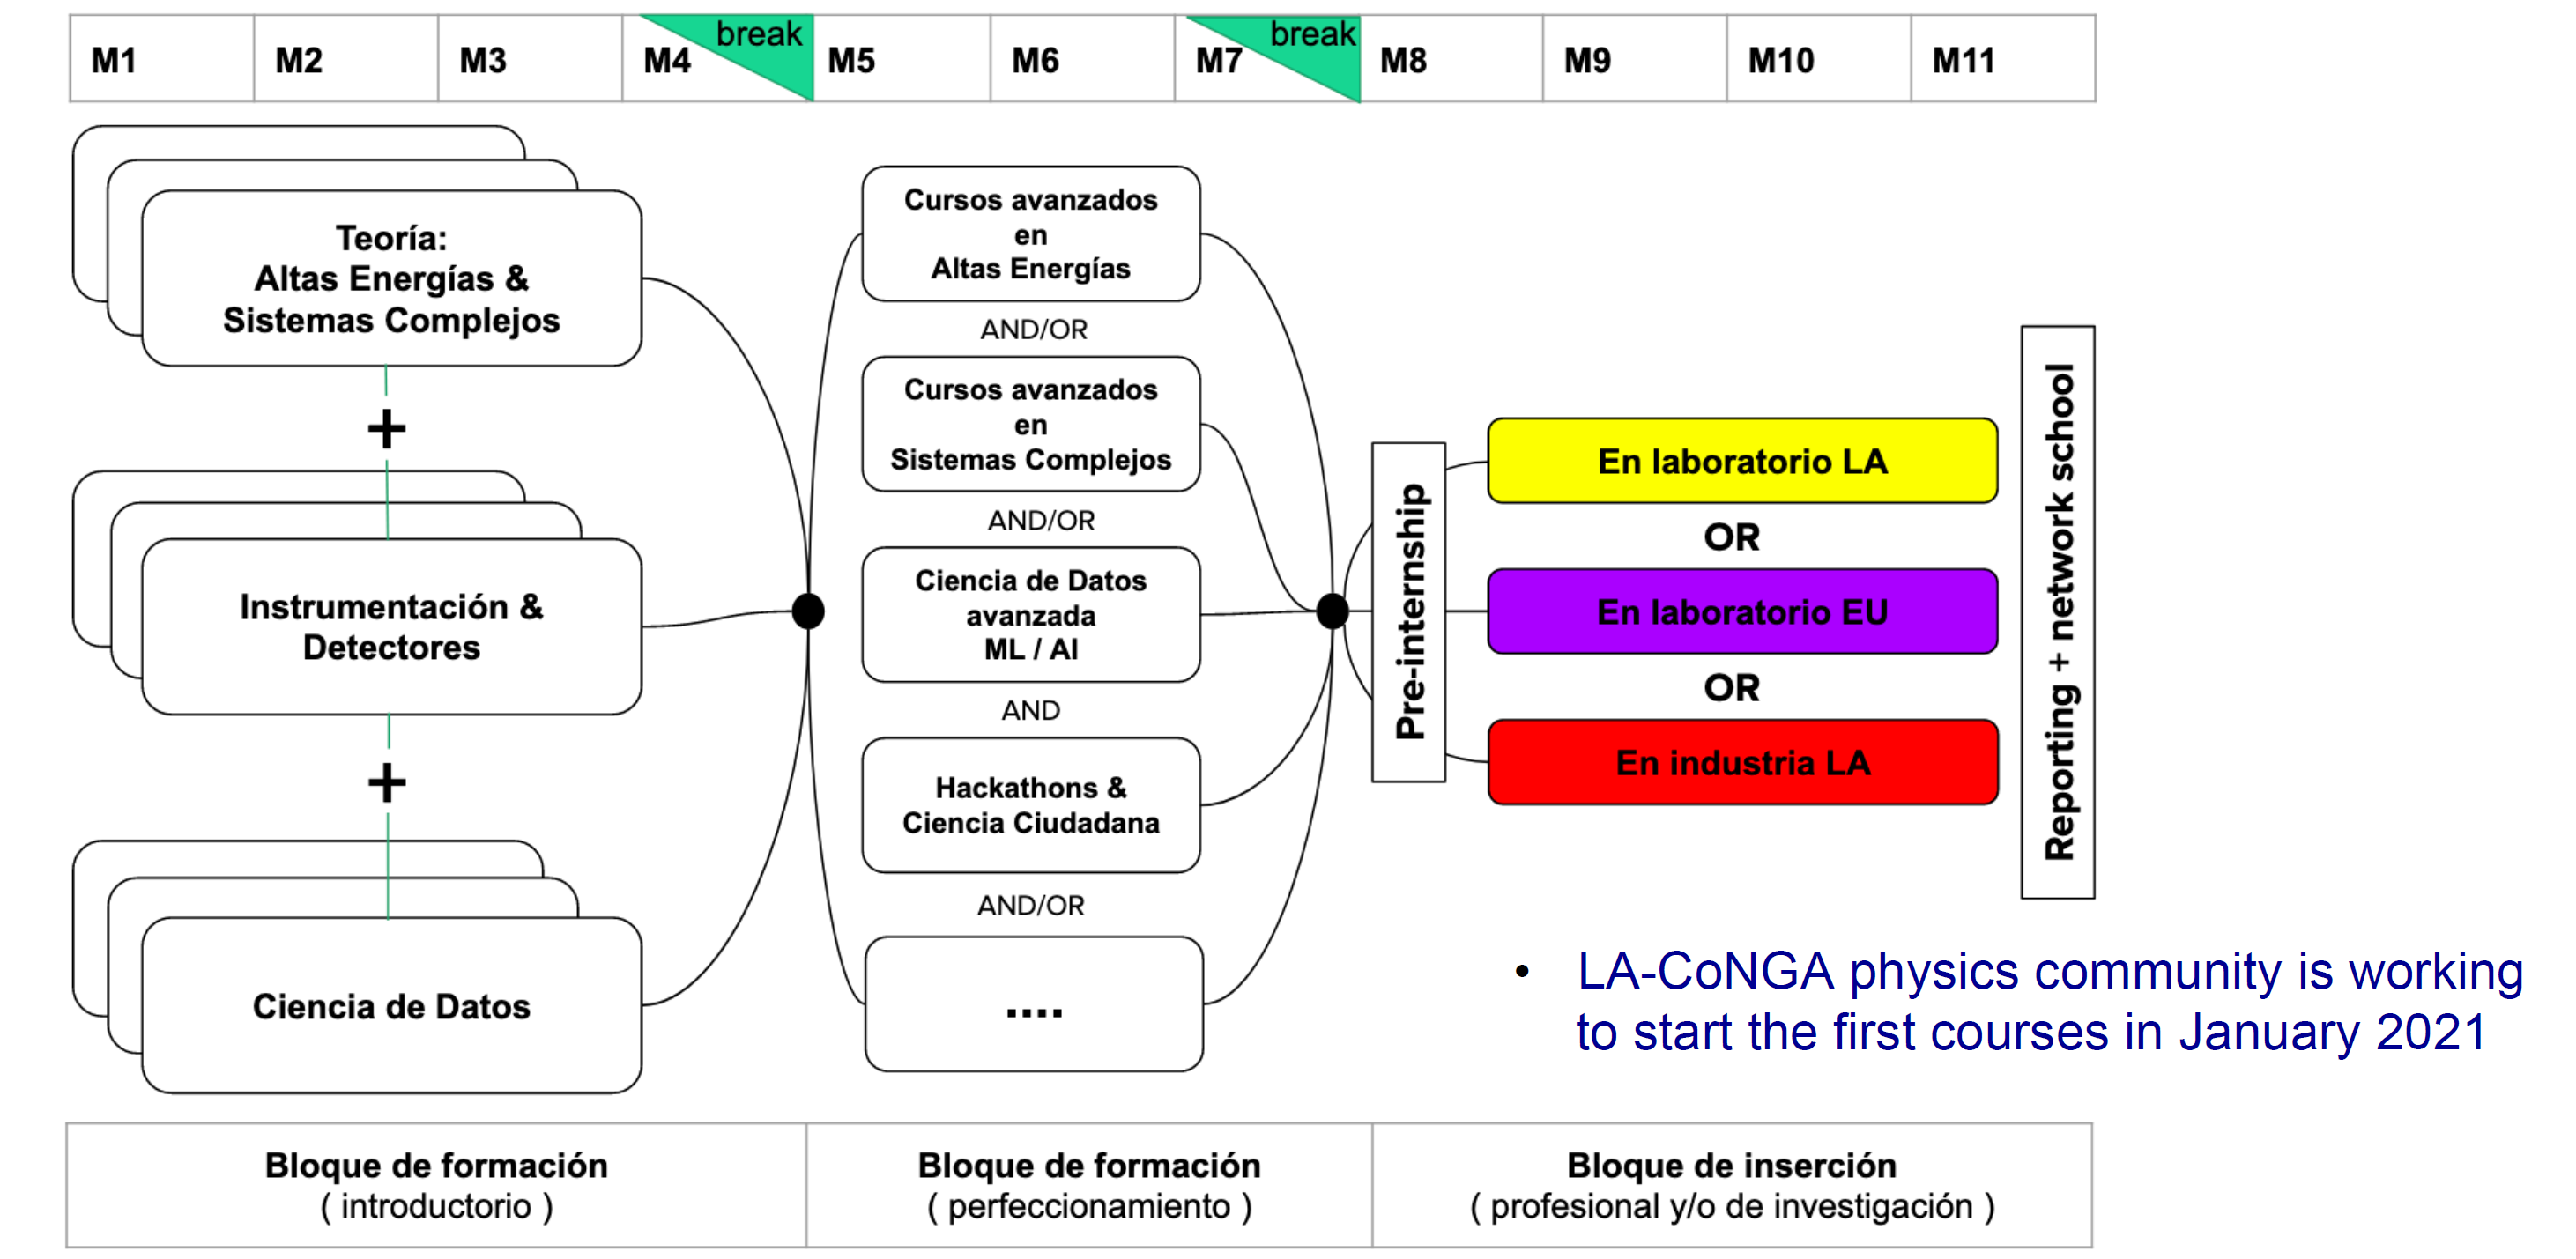 M1 M2 M3 M4 break M5 M6 M7 break M8 M9 M10 M11
Teoría:
Altas Energías &
Sistemas Complejos
+
Instrumentación &
Detectores
+
Ciencia de Datos
Cursos avanzados
en
Altas Energías
AND/OR
Cursos avanzados
en
Sistemas Complejos
AND/OR
Ciencia de Datos
avanzada
ML / AI
AND
Hackathons &
Ciencia Ciudadana
AND/OR
....
Pre-internship
En laboratorio LA
OR
En laboratorio EU
OR
En industria LA
Reporting + network school
• LA-CoNGA physics community is working
to start the first courses in January 2021
Bloque de formación
( introductorio )
Bloque de formación
( perfeccionamiento )
Bloque de inserción
( profesional y/o de investigación )